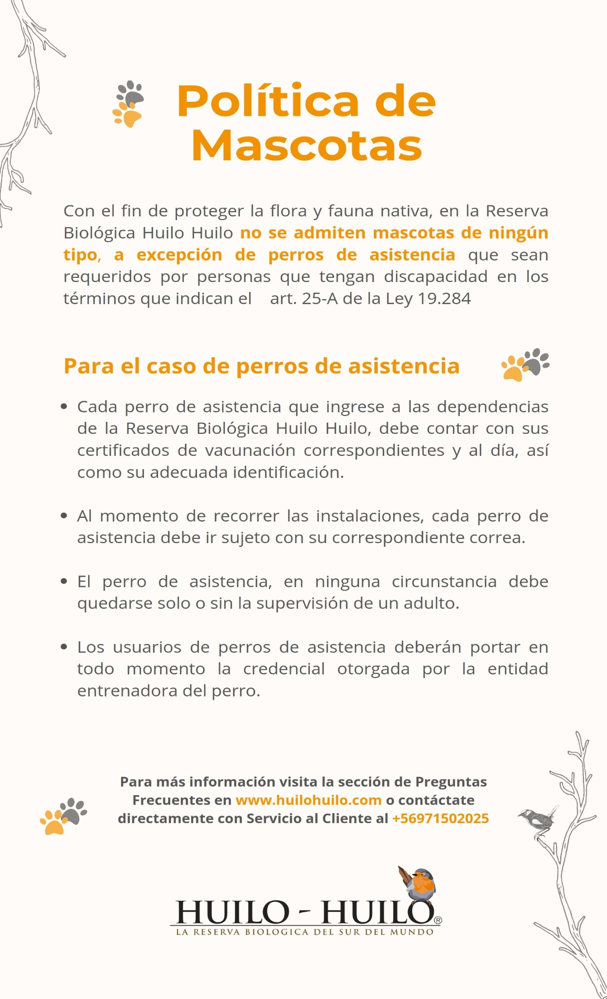 Política de
Mascotas
Con el fin de proteger la flora y fauna nativa, en la Reserva
Biológica Huilo Huilo no se admiten mascotas de ningún
tipo, a excepción de perros de asistencia que sean
requeridos por personas que tengan discapacidad en los
términos que indican el art. 25-A de la Ley 19.284
Para el caso de perros de asistencia
• Cada perro de asistencia que ingrese a las dependencias
de la Reserva Biológica Huilo Huilo, debe contar con sus
certificados de vacunación correspondientes y al día, así
como su adecuada identificación.
• Al momento de recorrer las instalaciones, cada perro de
asistencia debe ir sujeto con su correspondiente correa.
• El perro de asistencia, en ninguna circunstancia debe
quedarse solo o sin la supervisión de un adulto.
• Los usuarios de perros de asistencia deberán portar en
todo momento la credencial otorgada por la entidad
entrenadora del perro.
Para más información visita la sección de Preguntas
Frecuentes en www.huilohuilo.com o contáctate
directamente con Servicio al Cliente al +56971502025
HUILO - HUILO®
LA RESERVA BIOLOGICA DEL SUR DEL MUNDO